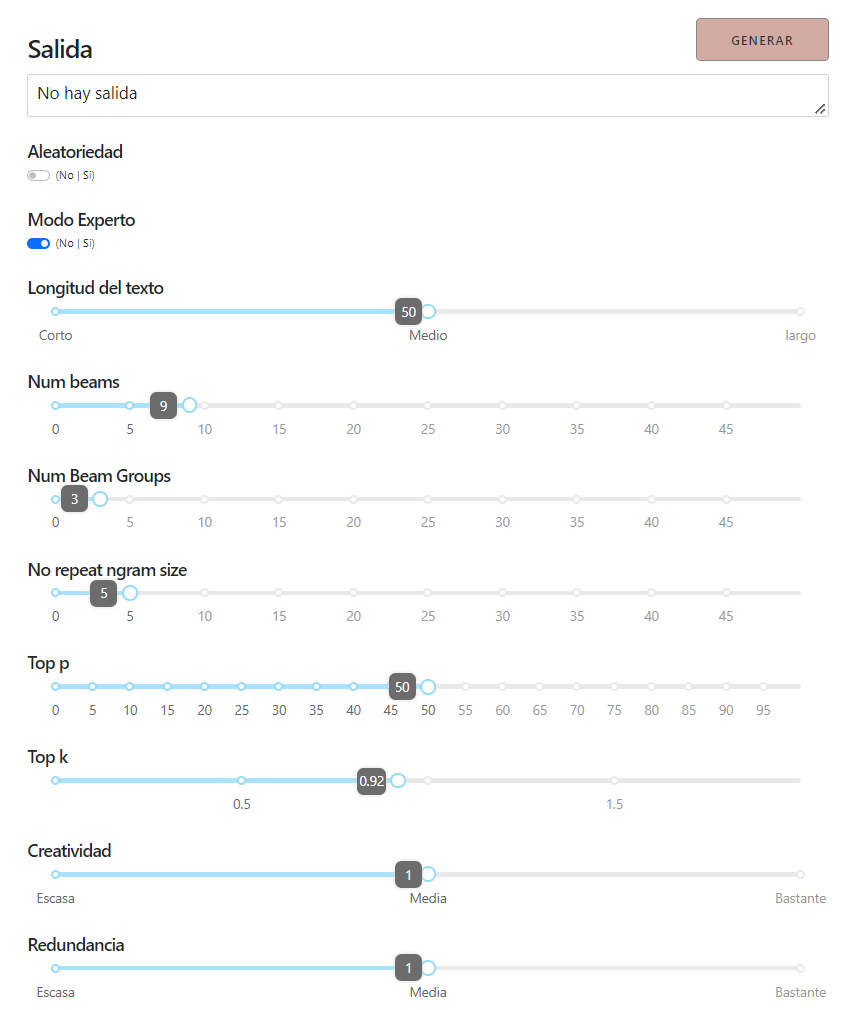 GENERAR
Salida
No hay salida
Aleatoriedad
(No | Si)
Modo Experto
(No | Si)
Longitud del texto
50
Corto Medio largo
Num beams
9
0 5 10 15 20 25 30 35 40 45
Num Beam Groups
3
0 5 10 15 20 25 30 35 40 45
No repeat ngram size
5
0 5 10 15 20 25 30 35 40 45
Top p
50
0 5 10 15 20 25 30 35 40 45 50 55 60 65 70 75 80 85 90 95
Top k
0.92
0.5 1.5
Creatividad
1
Escasa Media Bastante
Redundancia
1
Escasa Media Bastante